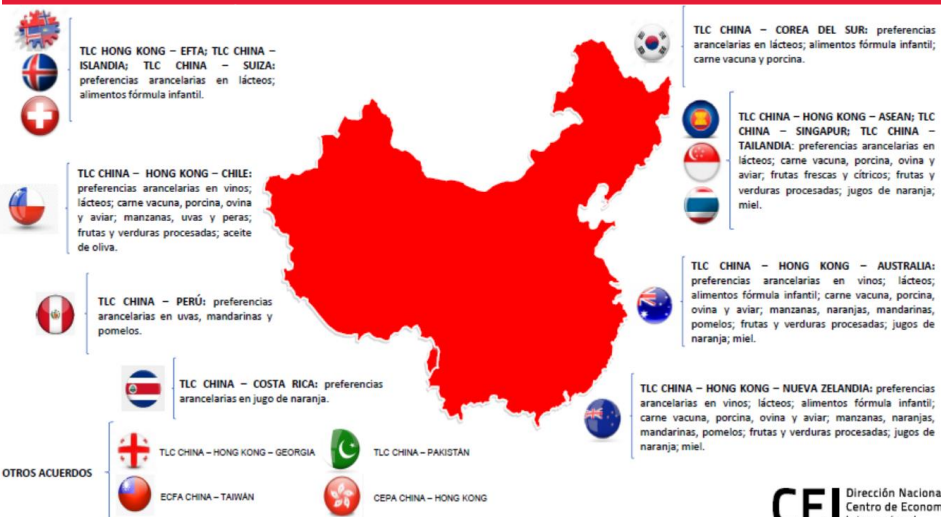 TLC HONG KONG – EFTA; TLC CHINA –
ISLANDIA; TLC CHINA – SUIZA:
preferencias arancelarias en lácteos;
alimentos fórmula infantil.
TLC CHINA – HONG KONG – CHILE:
preferencias arancelarias en vinos;
lácteos; carne vacuna, porcina, ovina
y aviar; manzanas, uvas y peras;
frutas y verduras procesadas; aceite
de oliva.
TLC CHINA – PERÚ: preferencias
arancelarias en uvas, mandarinas y
pomelos.
TLC CHINA – COSTA RICA: preferencias
arancelarias en jugo de naranja.
OTROS ACUERDOS
TLC CHINA – HONG KONG – GEORGIA
TLC CHINA – PAKISTÁN
ECFA CHINA – TAIWÁN
CEPA CHINA – HONG KONG
TLC CHINA – COREA DEL SUR: preferencias
arancelarias en lácteos; alimentos fórmula infantil;
carne vacuna y porcina.
TLC CHINA – HONG KONG – ASEAN; TLC
CHINA – SINGAPUR; TLC CHINA –
TAILANDIA: preferencias arancelarias en
lácteos; carne vacuna, porcina, ovina y
aviar; frutas frescas y cítricos; frutas y
verduras procesadas; jugos de naranja;
miel.
TLC CHINA – HONG KONG – AUSTRALIA:
preferencias arancelarias en vinos; lácteos;
alimentos fórmula infantil; carne vacuna, porcina,
ovina y aviar; manzanas, naranjas, mandarinas,
pomelos; frutas y verduras procesadas; jugos de
naranja; miel.
TLC CHINA – HONG KONG – NUEVA ZELANDIA: preferencias
arancelarias en vinos; lácteos; alimentos fórmula infantil;
carne vacuna, porcina, ovina y aviar; manzanas, naranjas,
mandarinas, pomelos; frutas y verduras procesadas; jugos de
naranja; miel.
CEI
Dirección Naciona
Centro de Econom